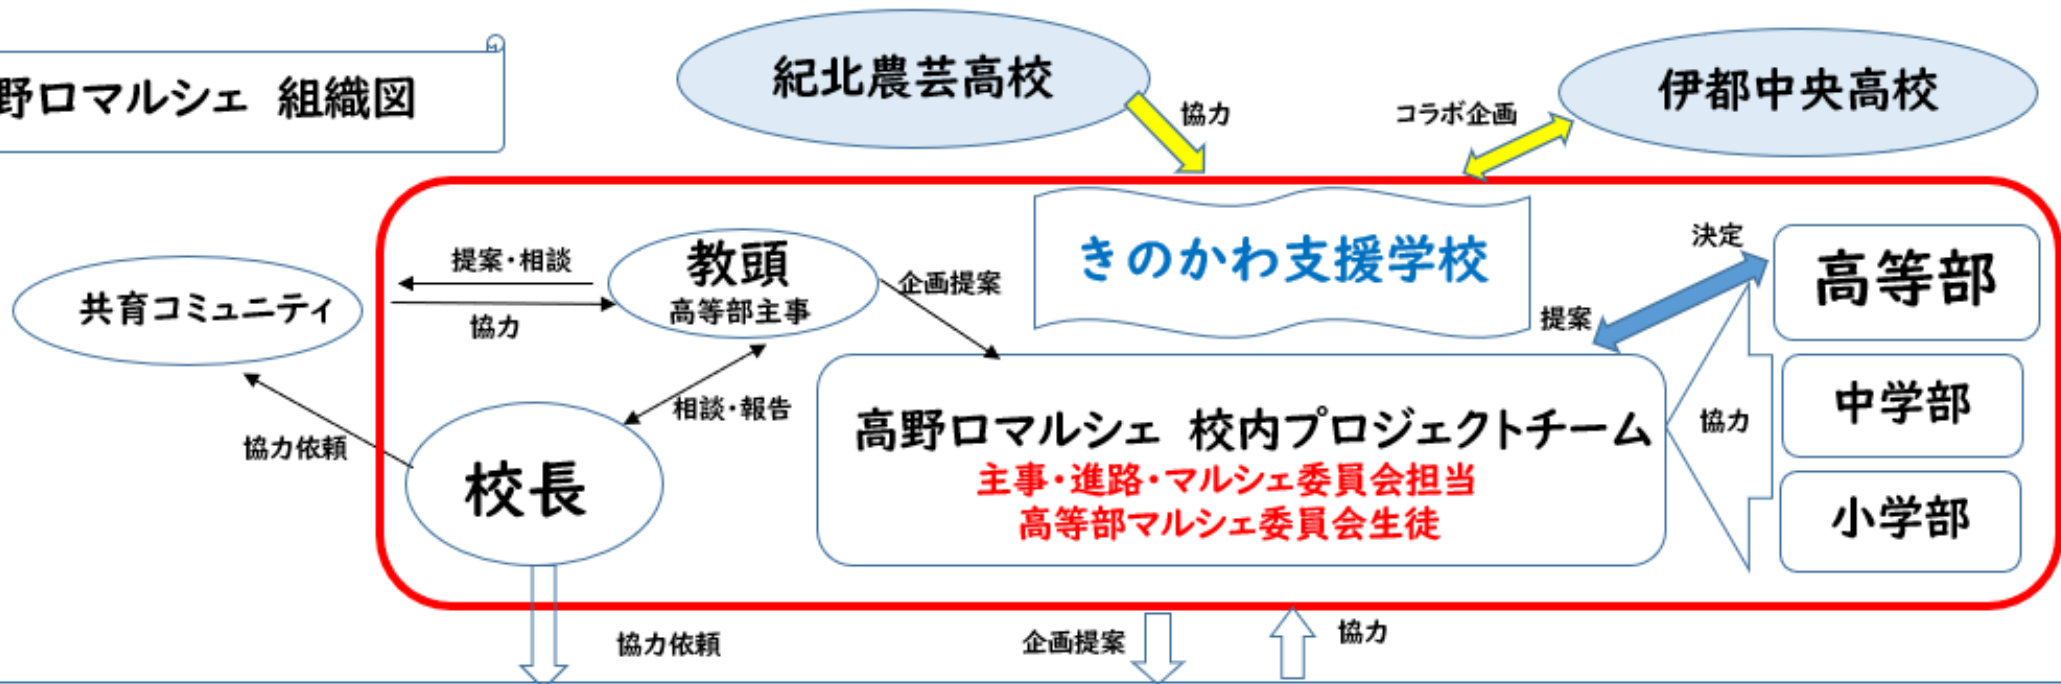 野口マルシェ 組織図
紀北農芸高校
伊都中央高校
協力
コラボ企画
きのかわ支援学校
提案・相談
教頭
高等部主事
企画提案
決定
高等部
共育コミュニティ
協力
提案
相談・報告
中学部
協力依頼
校長
高野口マルシェ 校内プロジェクトチーム
主事・進路・マルシェ委員会担当
高等部マルシェ委員会生徒
協力
小学部
協力依頼
企画提案
協力